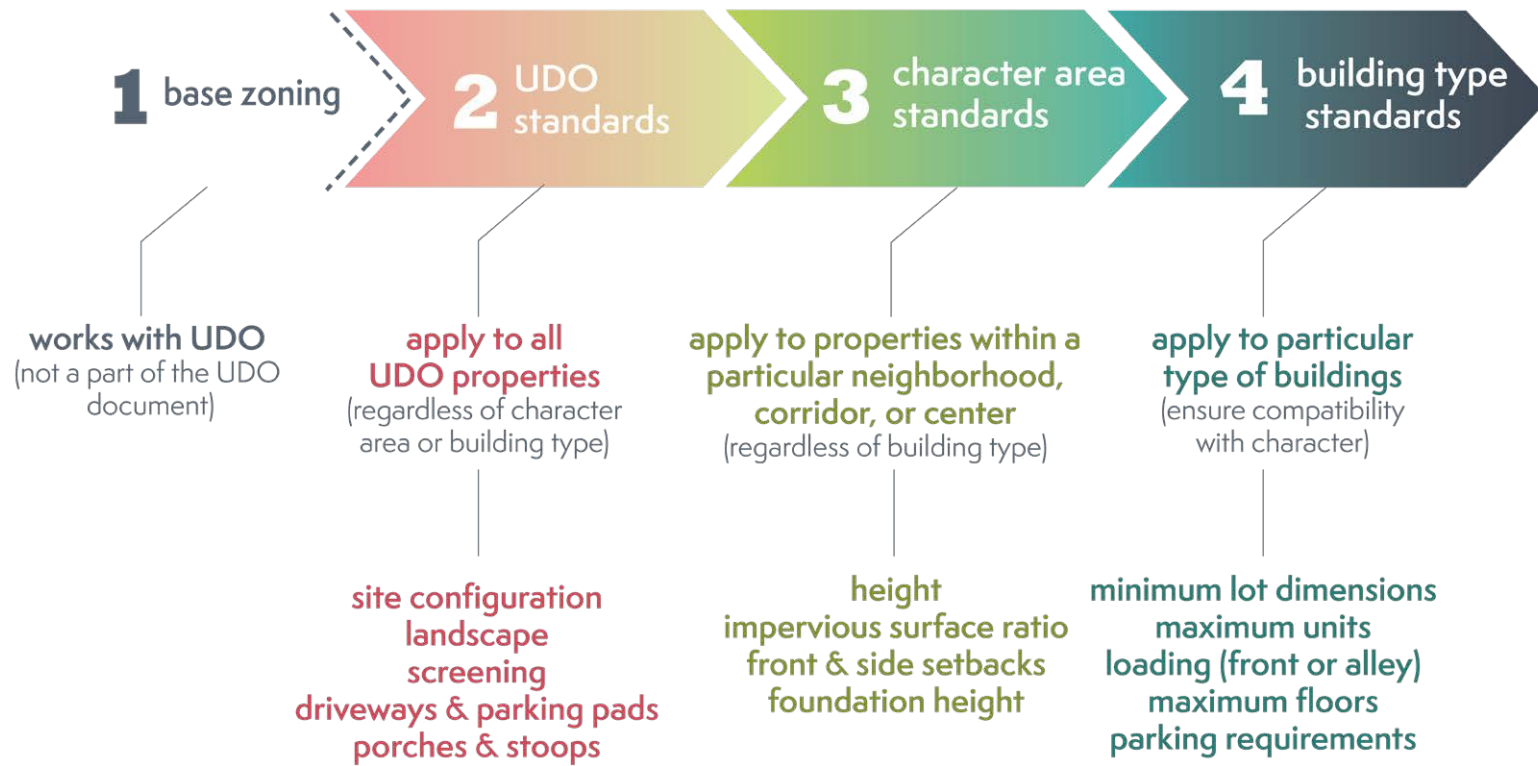 1 base zoning
2 UDO
standards
3 character area
standards
4 building type
standards
works with UDO
(not a part of the UDO
document)
apply to all
UDO properties
(regardless of character
area or building type)
apply to properties within a
particular neighborhood,
corridor, or center
(regardless of building type)
apply to particular
type of buildings
(ensure compatibility
with character)
site configuration
landscape
screening
driveways & parking pads
porches & stoops
height
impervious surface ratio
front & side setbacks
foundation height
minimum lot dimensions
maximum units
loading (front or alley)
maximum floors
parking requirements